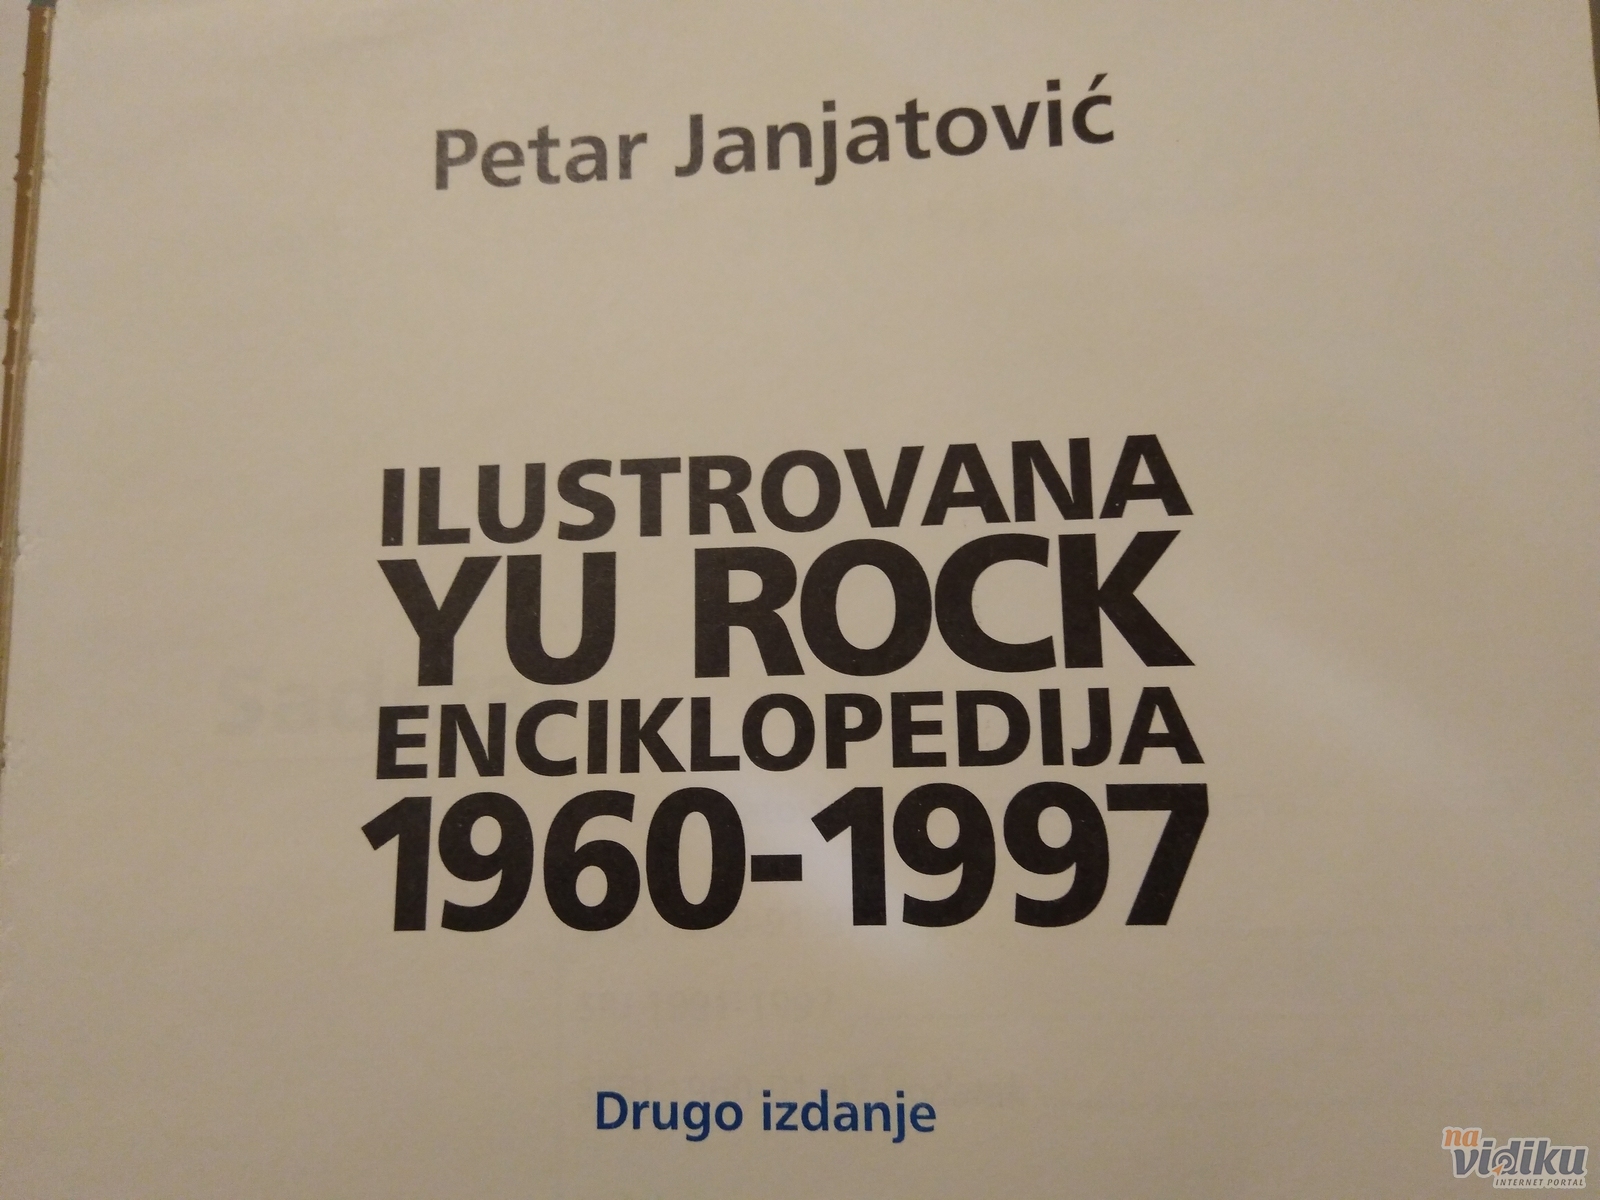 Petar Janjatović
ILUSTROVANA
YU ROCK
ENCIKLOPEDIJA
1960-1997
Drugo izdanje
na
vidiku
INTERNET PORTAL